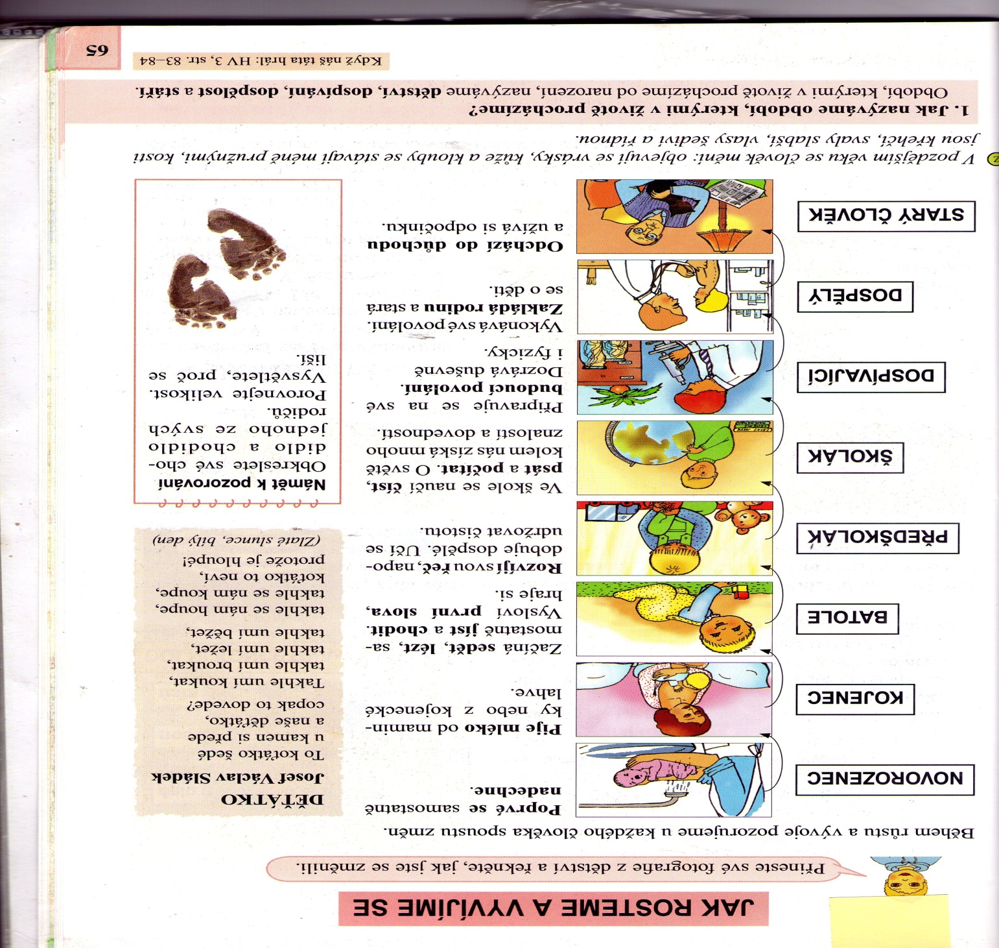 JAK ROSTEME A VYVÍJÍME SE
Přineste své fotografie z dětství a řekněte, jak jste se změnili.
Během růstu a vývoje pozorujeme u každého člověka spoustu změn.
NOVOROZENEC
Poprvé se samostatně
nadechne.
KOJENEC
Pije mléko od mamin-
ky nebo z kojenecké
lahve.
BATOLE
Začíná sedět, lézt, sa-
mostatně jíst a chodit.
Vysloví první slova,
hraje si.
PŘEDŠKOLÁK
Rozvíjí svou řeč, napo-
dobuje dospělé. Učí se
udržovat čistotu.
ŠKOLÁK
Ve škole se naučí číst,
psát a počítat. O světě
kolem nás získá mnoho
znalostí a dovedností.
DOSPÍVAJÍCÍ
Připravuje se na své
budoucí povolání.
Dozrává duševně
i fyzicky.
DOSPĚLÝ
Vykonává své povolání.
Zakládá rodinu a stará
se o děti.
STARÝ ČLOVĚK
Odchází do důchodu
a užívá si odpočinku.
DĚŤÁTKO
Josef Václav Sládek
To koťátko šedé
u kamen si přede
a naše děťátko,
copak to dovede?
Takhle umí koukat,
takhle umí broukat,
takhle umí ležet,
takhle umí běžet,
takhle se nám houpe,
takhle se nám koupe,
koťátko to neví,
protože je hloupé!
(Zlaté slunce, bílý den)
Námět k pozorování
Obkreslete své cho-
didlo a chodidlo
jednoho ze svých
rodičů.
Porovnejte velikost.
Vysvětlete, proč se
liší.
Z V pozdějším věku se člověk mění: objevují se vrásky, kůže a klouby se stávají méně pružnými, kosti
jsou křehčí, svaly slabší, vlasy šediví a řídnou.
1. Jak nazýváme období, kterými v životě procházíme?
Období, kterými v životě procházíme od narození, nazýváme dětství, dospívání, dospělost a stáří.
Když náš táta hrál: HV 3, str. 83–84
65